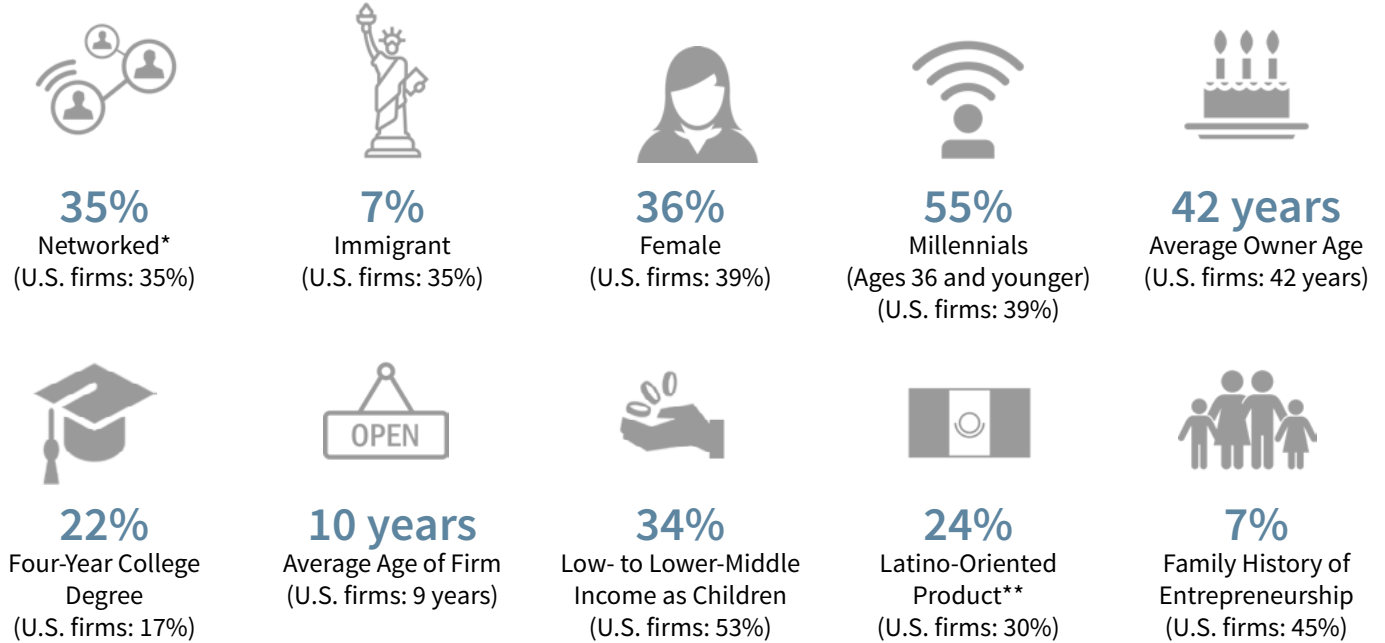 35%
Networked*
(U.S. firms: 35%)
7%
Immigrant
(U.S. firms: 35%)
36%
Female
(U.S. firms: 39%)
55%
Millennials
(Ages 36 and younger)
(U.S. firms: 39%)
42 years
Average Owner Age
(U.S. firms: 42 years)
22%
Four-Year College
Degree
(U.S. firms: 17%)
OPEN
10 years
Average Age of Firm
(U.S. firms: 9 years)
34%
Low- to Lower-Middle
Income as Children
(U.S. firms: 53%)
24%
Latino-Oriented
Product**
(U.S. firms: 30%)
7%
Family History of
Entrepreneurship
(U.S. firms: 45%)